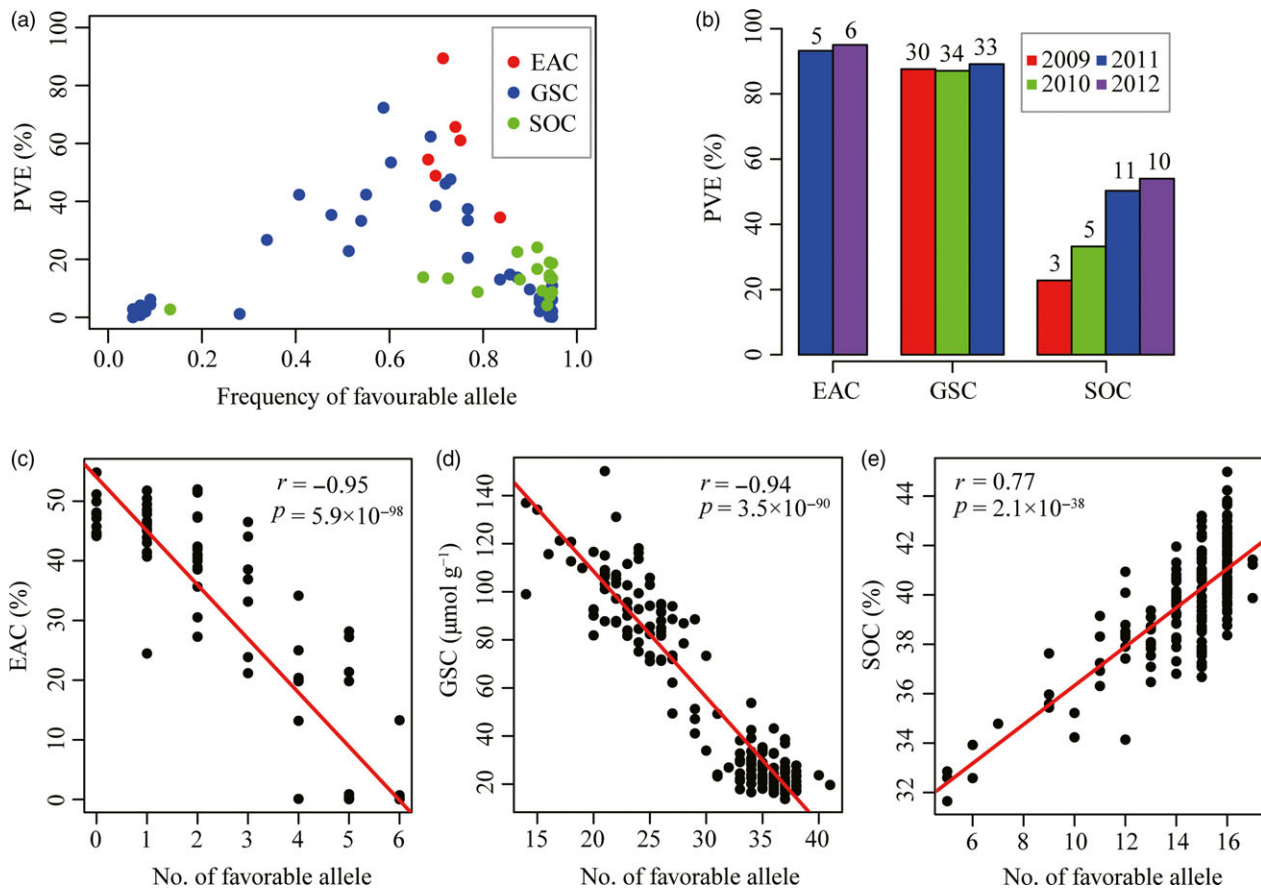 (a)
100
80
60
40
20
0
PVE (%)
EAC
GSC
SOC
0.0 0.2 0.4 0.6 0.8 1.0
Frequency of favourable allele
(b)
100
80
60
40
20
0
PVE (%)
5 6 30 34 33 3 5 11 10
2009 2011
2010 2012
EAC GSC SOC
(c)
50
40
30
20
10
0
EAC (%)
r = −0.95
p = 5.9×10⁻⁹⁸
0 1 2 3 4 5 6
No. of favorable allele
(d)
140
120
100
80
60
40
20
GSC (μmol g⁻¹)
r = −0.94
p = 3.5×10⁻⁹⁰
15 20 25 30 35 40
No. of favorable allele
(e)
44
42
40
38
36
34
32
SOC (%)
r = 0.77
p = 2.1×10⁻³⁸
6 8 10 12 14 16
No. of favorable allele